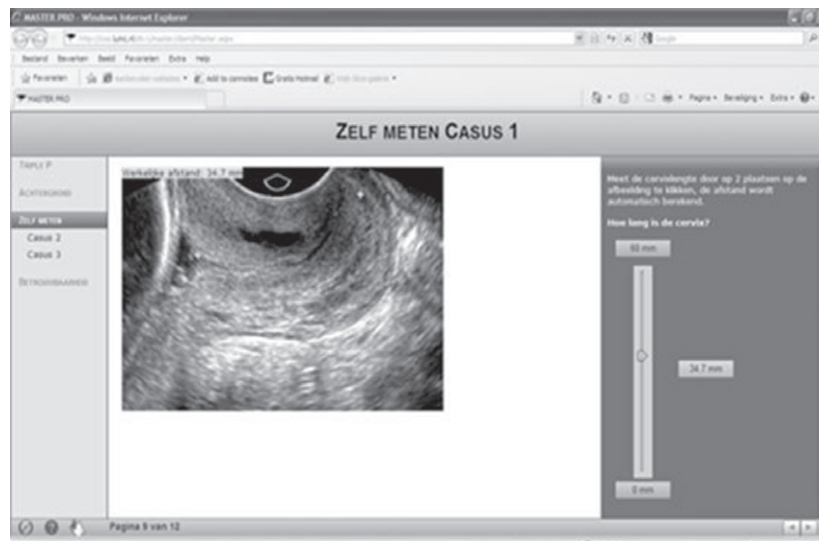 MASTER PRO - Windows Internet Explorer
Google
Bestand Bewerken Beeld Favorieten Extra Help
Favorieten
Add to connotea
Gratis Hotmail
MASTER PRO
Pagina
Beveiliging
Extra
ZELF METEN CASUS 1
TRIPLE P
ACHTERGROND
ZELF METEN
Casus 2
Casus 3
BETROUWBAARHEID
Werkelijke afstand: 34.7 mm
Meet de cervixlengte door op 2 plaatsen op de
afbeelding te klikken, de afstand wordt
automatisch berekend.
Hoe lang is de cervix?
60 mm
34.7 mm
0 mm
Pagina 9 van 12